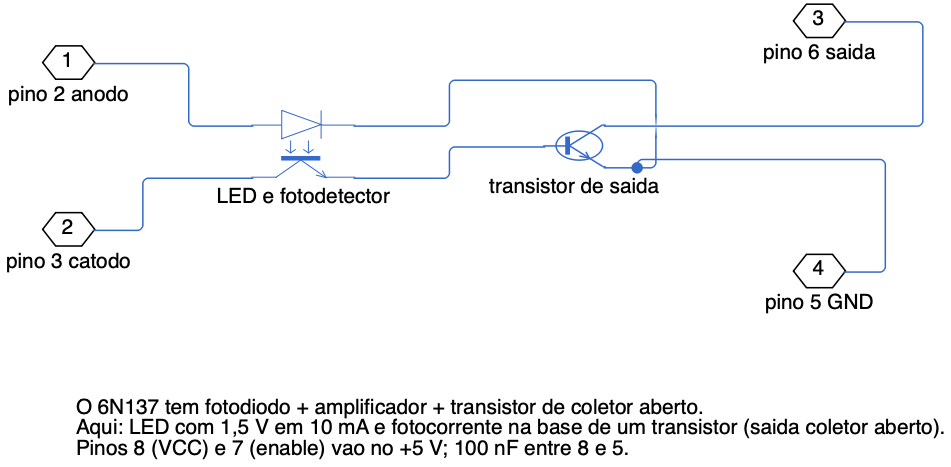 1
pino 2 anodo
2
pino 3 catodo
LED e fotodetector
transistor de saida
3
pino 6 saida
4
pino 5 GND
O 6N137 tem fotodiodo + amplificador + transistor de coletor aberto.
Aqui: LED com 1,5 V em 10 mA e fotocorrente na base de um transistor (saida coletor aberto).
Pinos 8 (VCC) e 7 (enable) vao no +5 V; 100 nF entre 8 e 5.